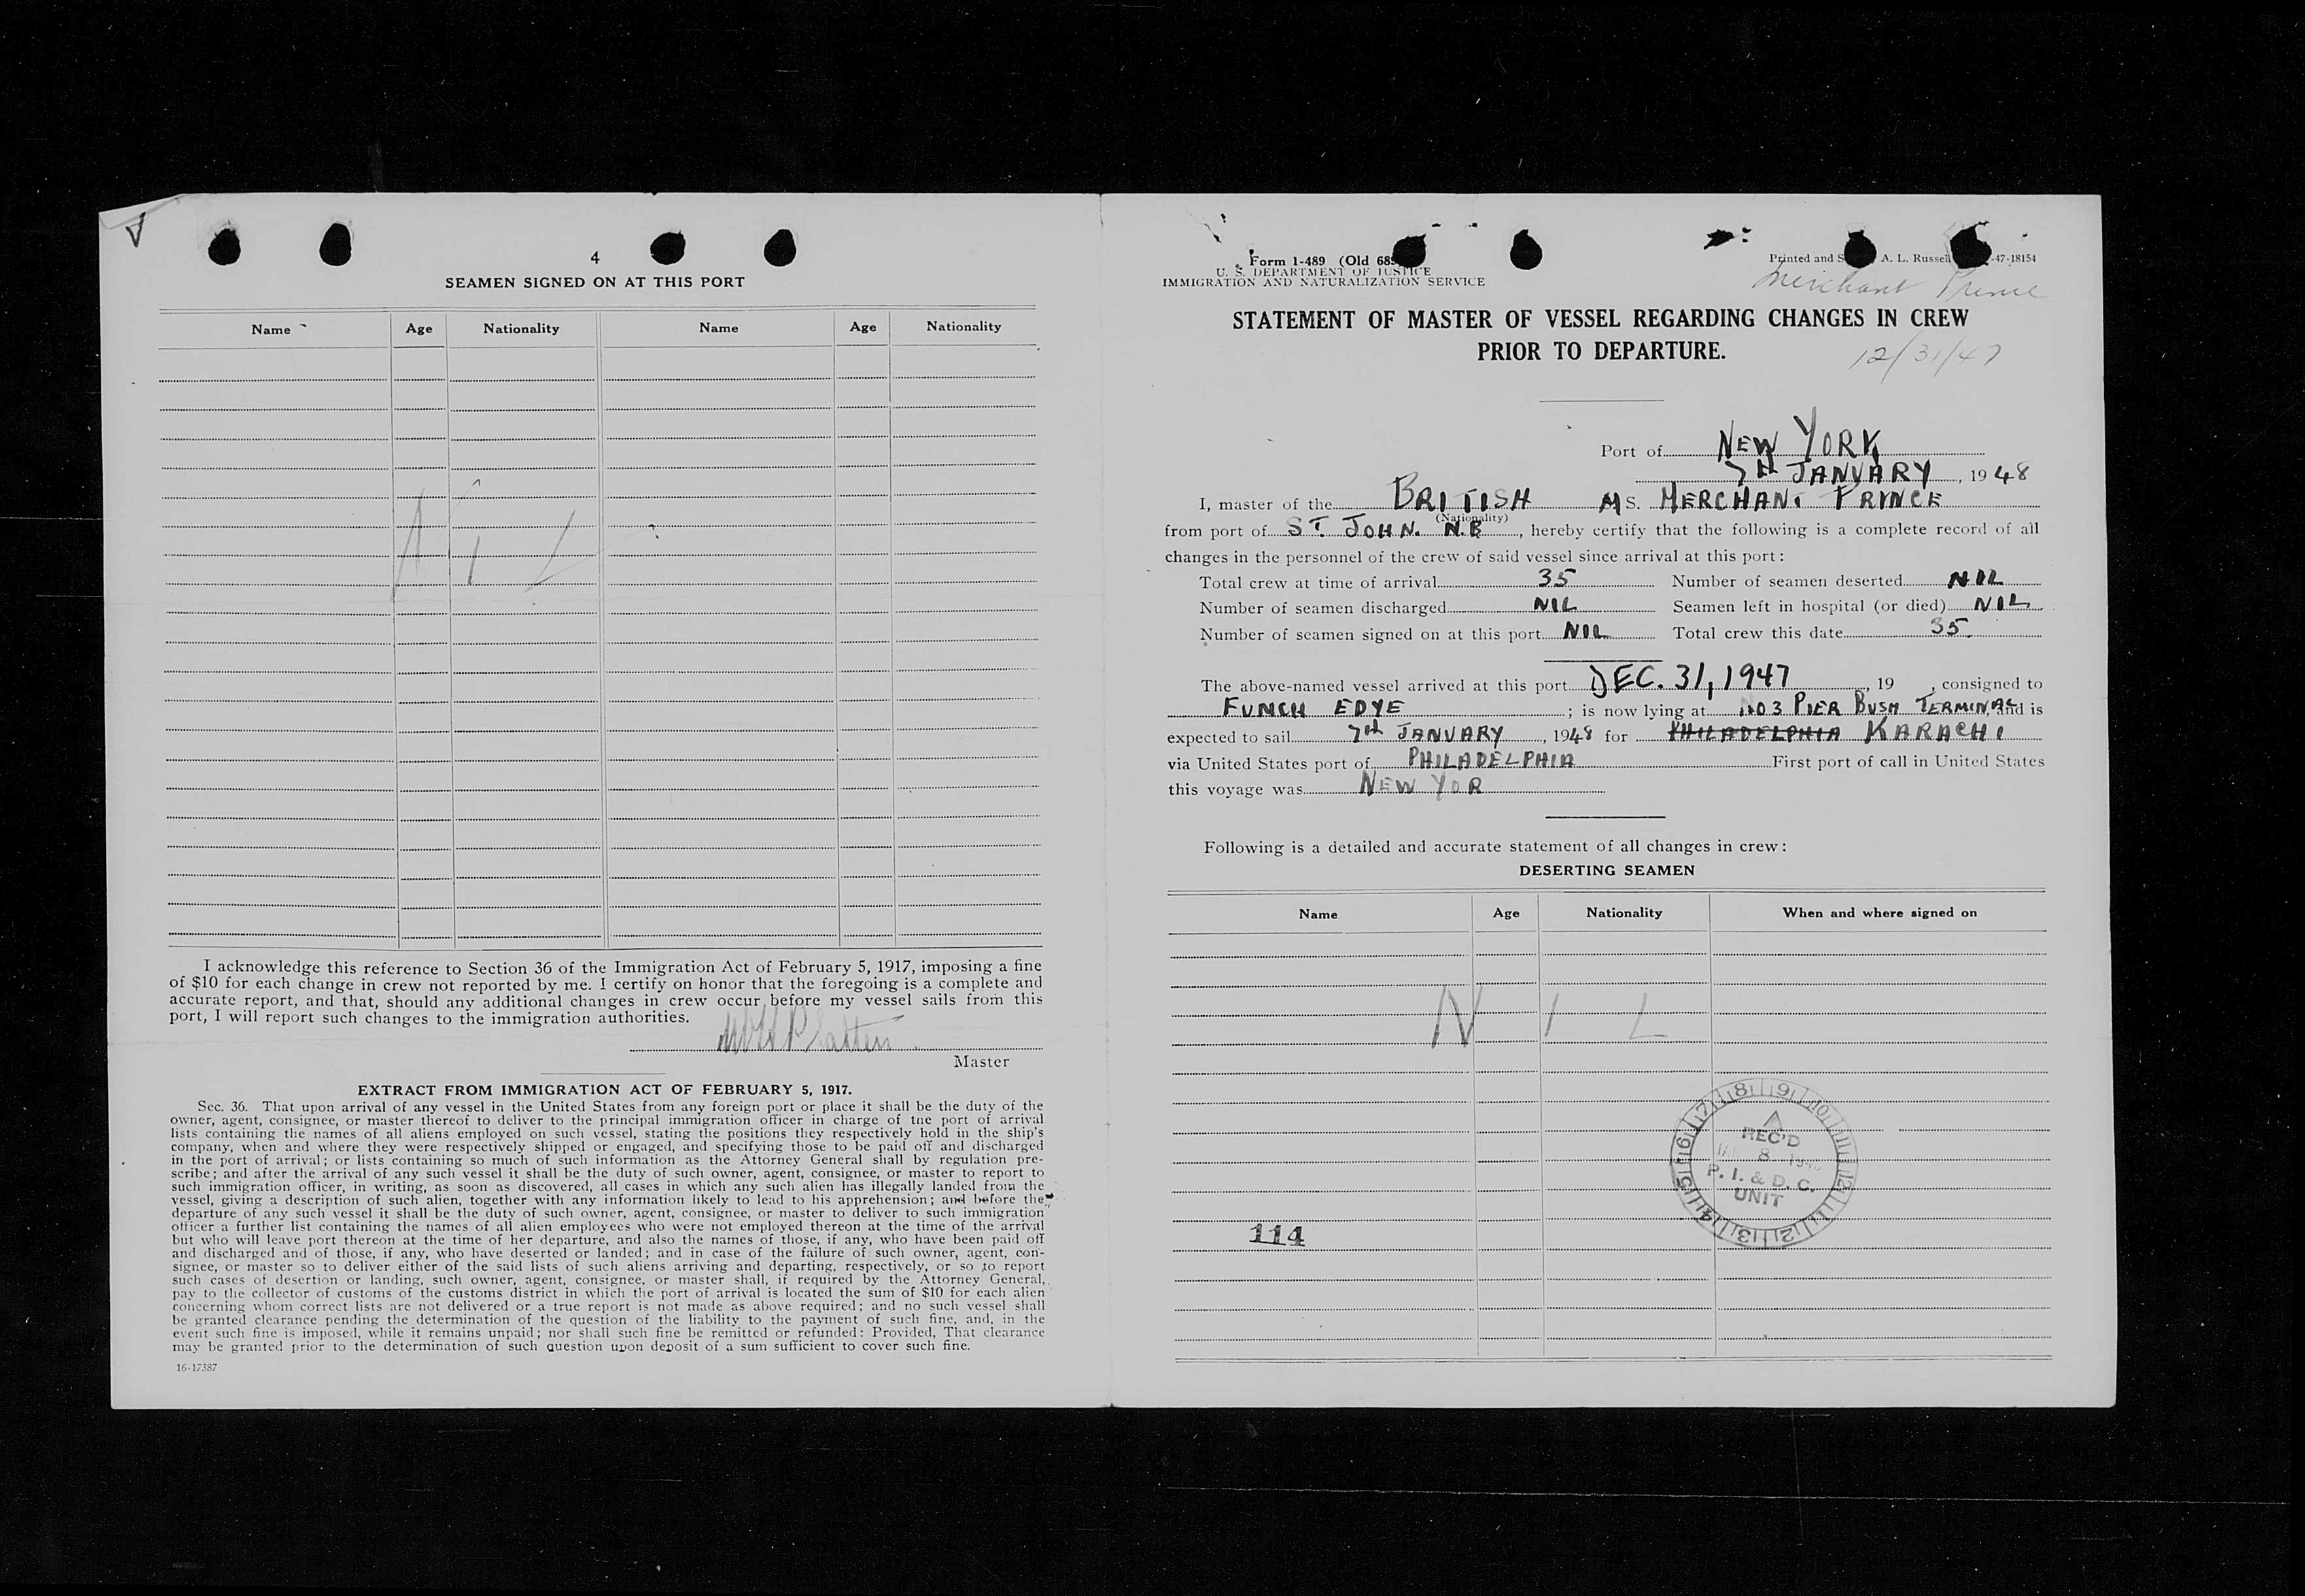 4
SEAMEN SIGNED ON AT THIS PORT
Name Age Nationality Name Age Nationality
NIL
I acknowledge this reference to Section 36 of the Immigration Act of February 5, 1917, imposing a fine
of $10 for each change in crew not reported by me. I certify on honor that the foregoing is a complete and
accurate report, and that, should any additional changes in crew occur before my vessel sails from this
port, I will report such changes to the immigration authorities.
Master
EXTRACT FROM IMMIGRATION ACT OF FEBRUARY 5, 1917.
Sec. 36. That upon arrival of any vessel in the United States from any foreign port or place it shall be the duty of the
owner, agent, consignee, or master thereof to deliver to the principal immigration officer in charge of tne port of arrival
lists containing the names of all aliens employed on such vessel, stating the positions they respectively hold in the ship's
company, when and where they were respectively shipped or engaged, and specifying those to be paid off and discharged
in the port of arrival; or lists containing so much of such information as the Attorney General shall by regulation pre-
scribe; and after the arrival of any such vessel it shall be the duty of such owner, agent, consignee, or master to report to
such immigration officer, in writing, as soon as discovered, all cases in which any such alien has illegally landed from the
vessel, giving a description of such alien, together with any information likely to lead to his apprehension; and before the
departure of any such vessel it shall be the duty of such owner, agent, consignee, or master to deliver to such immigration
officer a further list containing the names of all alien employees who were not employed thereon at the time of the arrival
but who will leave port thereon at the time of her departure, and also the names of those, if any, who have been paid off
and discharged and of those, if any, who have deserted or landed; and in case of the failure of such owner, agent, con-
signee, or master so to deliver either of the said lists of such aliens arriving and departing, respectively, or so to report
such cases of desertion or landing, such owner, agent, consignee, or master shall, if required by the Attorney General,
pay to the collector of customs of the customs district in which the port of arrival is located the sum of $10 for each alien
concerning whom correct lists are not delivered or a true report is not made as above required; and no such vessel shall
be granted clearance pending the determination of the question of the liability to the payment of such fine, and, in the
event such fine is imposed, while it remains unpaid; nor shall such fine be remitted or refunded: Provided, That clearance
may be granted prior to the determination of such question upon deposit of a sum sufficient to cover such fine.
16-17387
Form I-489 (Old 689
U. S. DEPARTMENT OF JUSTICE
IMMIGRATION AND NATURALIZATION SERVICE
Printed and S A. L. Russell -47-18154
Merchant Prince
STATEMENT OF MASTER OF VESSEL REGARDING CHANGES IN CREW
PRIOR TO DEPARTURE.
12/31/47
Port of NEW YORK
7th JANUARY, 1948
I, master of the BRITISH MS. MERCHANT PRINCE
(Nationality)
from port of ST. JOHN. N.B, hereby certify that the following is a complete record of all
changes in the personnel of the crew of said vessel since arrival at this port:
Total crew at time of arrival 35 Number of seamen deserted NIL
Number of seamen discharged NIL Seamen left in hospital (or died) NIL
Number of seamen signed on at this port NIL Total crew this date 35
The above-named vessel arrived at this port DEC. 31, 1947, 19 , consigned to
FUNCH EDYE; is now lying at NO 3 PIER BUSH TERMINAL and is
expected to sail 7th JANUARY, 1948 for PHILADELPHIA KARACHI
via United States port of PHILADELPHIA First port of call in United States
this voyage was NEW YOR
Following is a detailed and accurate statement of all changes in crew:
DESERTING SEAMEN
Name Age Nationality When and where signed on
NIL
7 8 9 10 11 12 1 2 3 4 5 6
REC'D
JAN 8 1948
P. I. & D. C.
UNIT
114